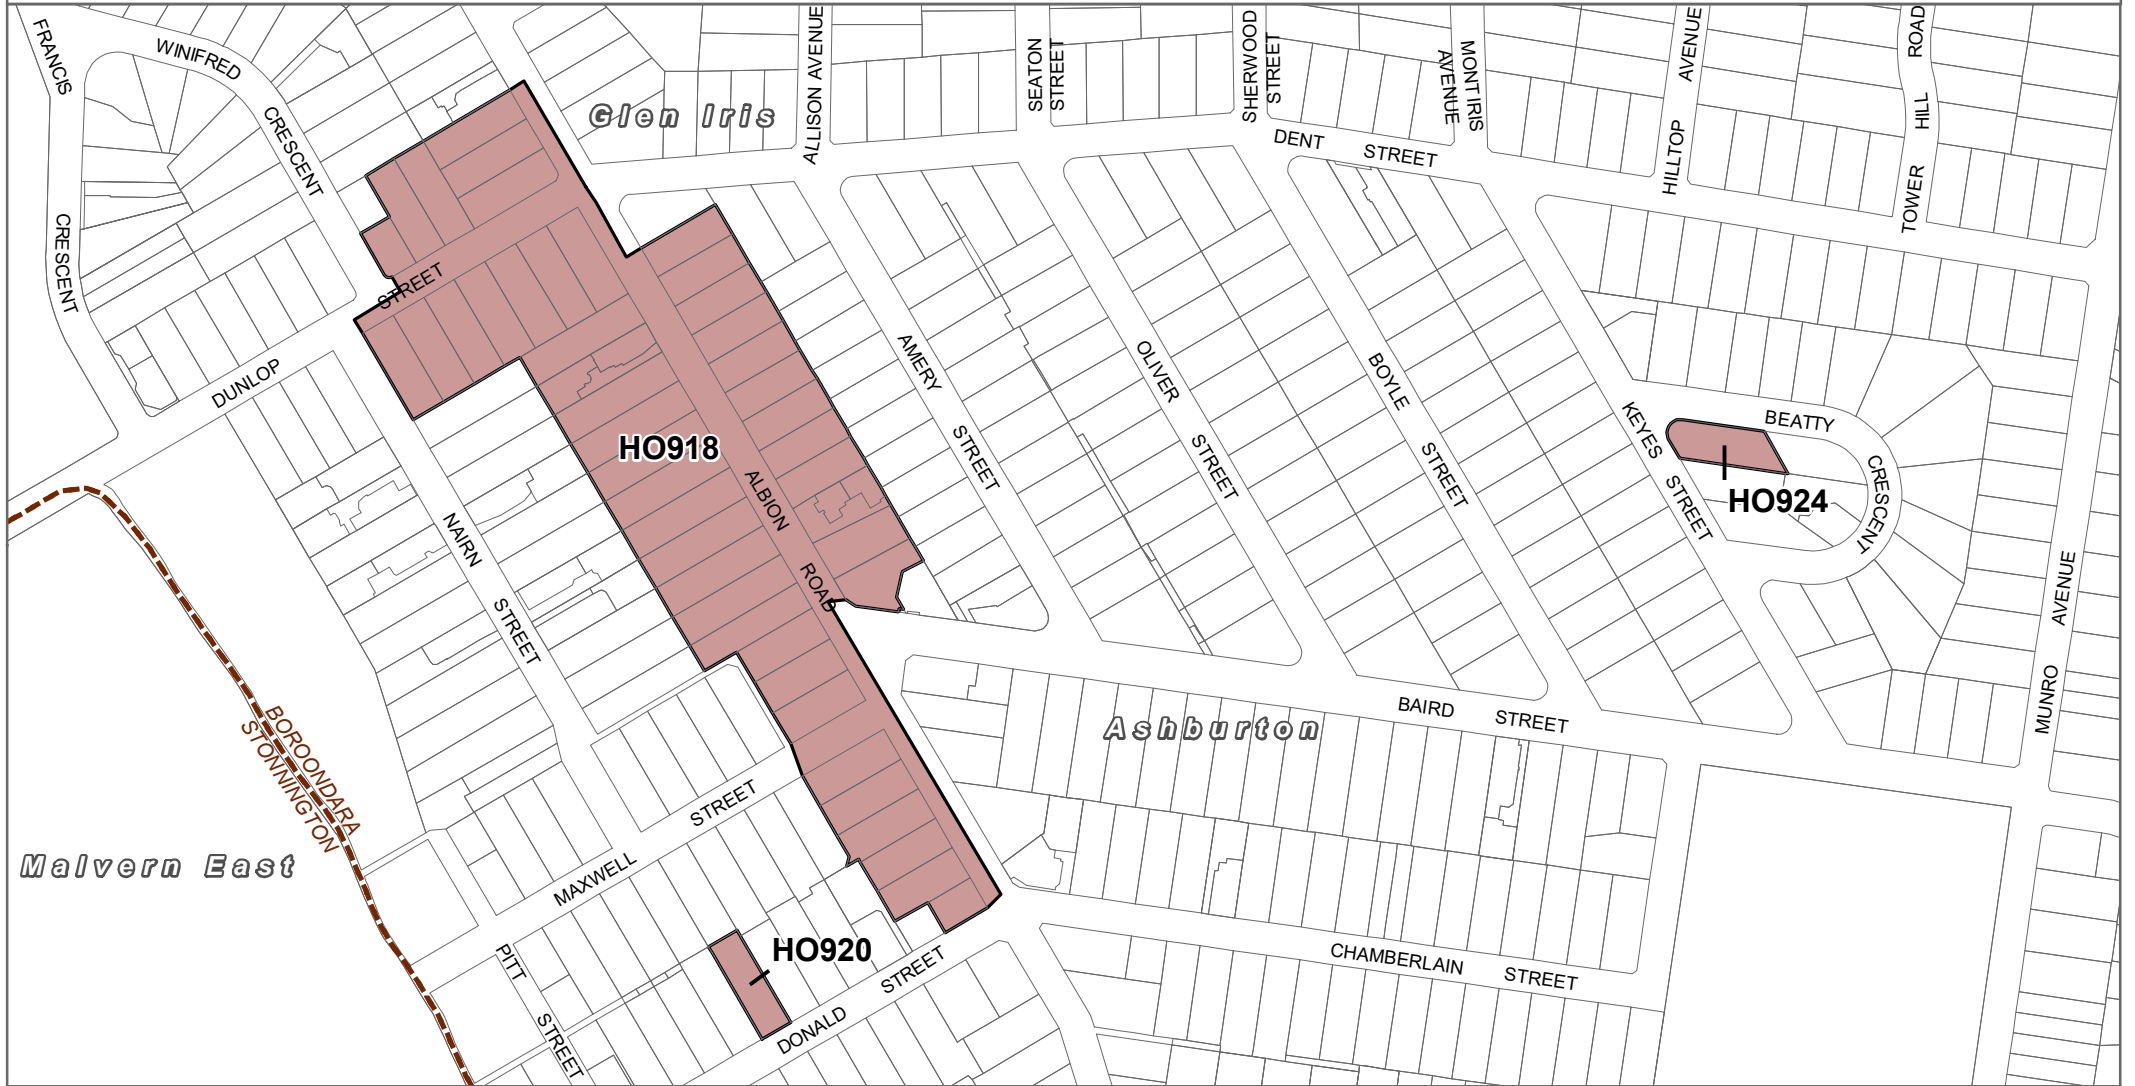 FRANCIS
CRESCENT
WINIFRED
CRESCENT
Glen Iris
ALLISON AVENUE
SEATON
STREET
SHERWOOD
STREET
MONT IRIS
AVENUE
HILLTOP AVENUE
TOWER HILL ROAD
DENT STREET
DUNLOP STREET
AMERY STREET
OLIVER STREET
BOYLE STREET
KEYES STREET
BEATTY
CRESCENT
HO924
HO918
ALBION ROAD
NAIRN STREET
MUNRO AVENUE
BAIRD STREET
Ashburton
BOROONDARA
STONNINGTON
Malvern East
MAXWELL STREET
HO920
PITT STREET
DONALD STREET
CHAMBERLAIN STREET